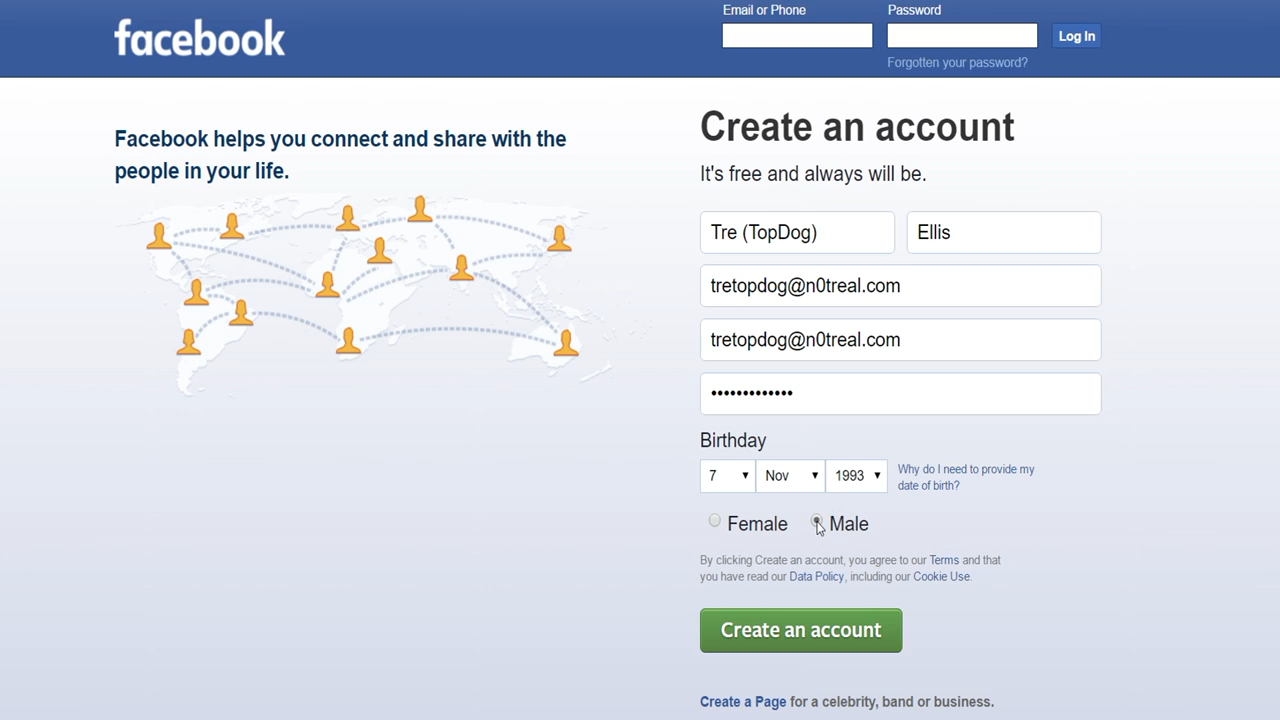 facebook
Email or Phone
Password
Log In
Forgotten your password?
Facebook helps you connect and share with the
people in your life.
Create an account
It's free and always will be.
Tre (TopDog)
Ellis
tretopdog@n0treal.com
tretopdog@n0treal.com
•••••••••••••
Birthday
7
Nov
1993
Why do I need to provide my
date of birth?
Female
Male
By clicking Create an account, you agree to our Terms and that
you have read our Data Policy, including our Cookie Use.
Create an account
Create a Page for a celebrity, band or business.